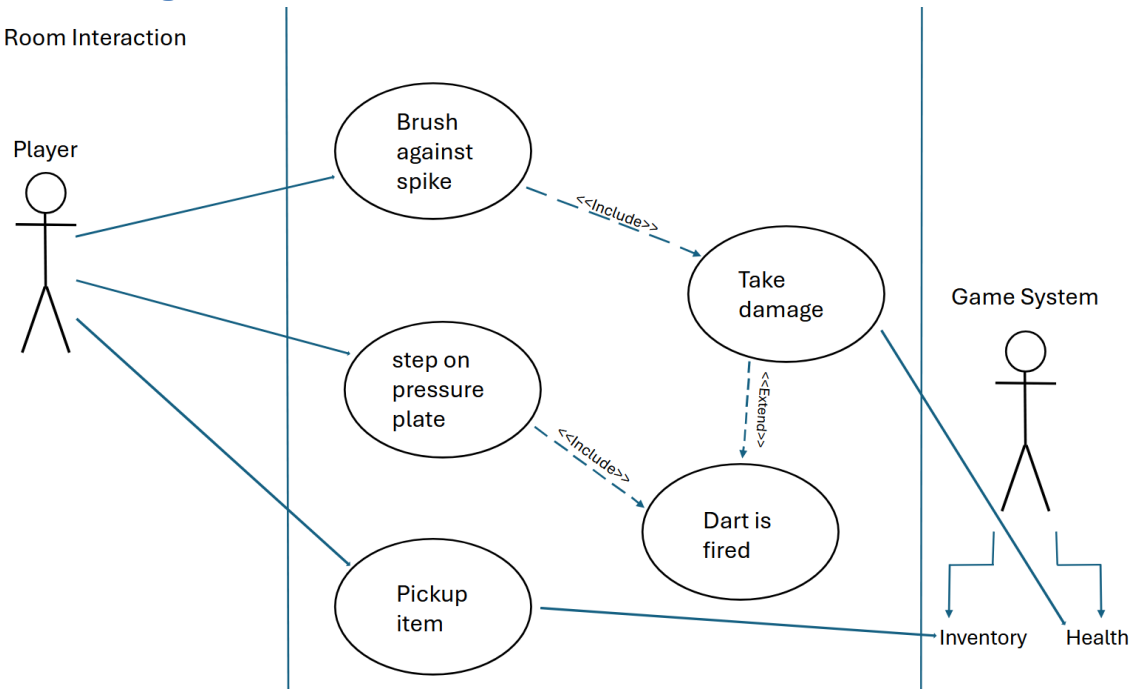 Room Interaction
Player
Brush
against
spike
<<Include>>
Take
damage
Game System
step on
pressure
plate
<<Extend>>
<<Include>>
Dart is
fired
Pickup
item
Inventory
Health